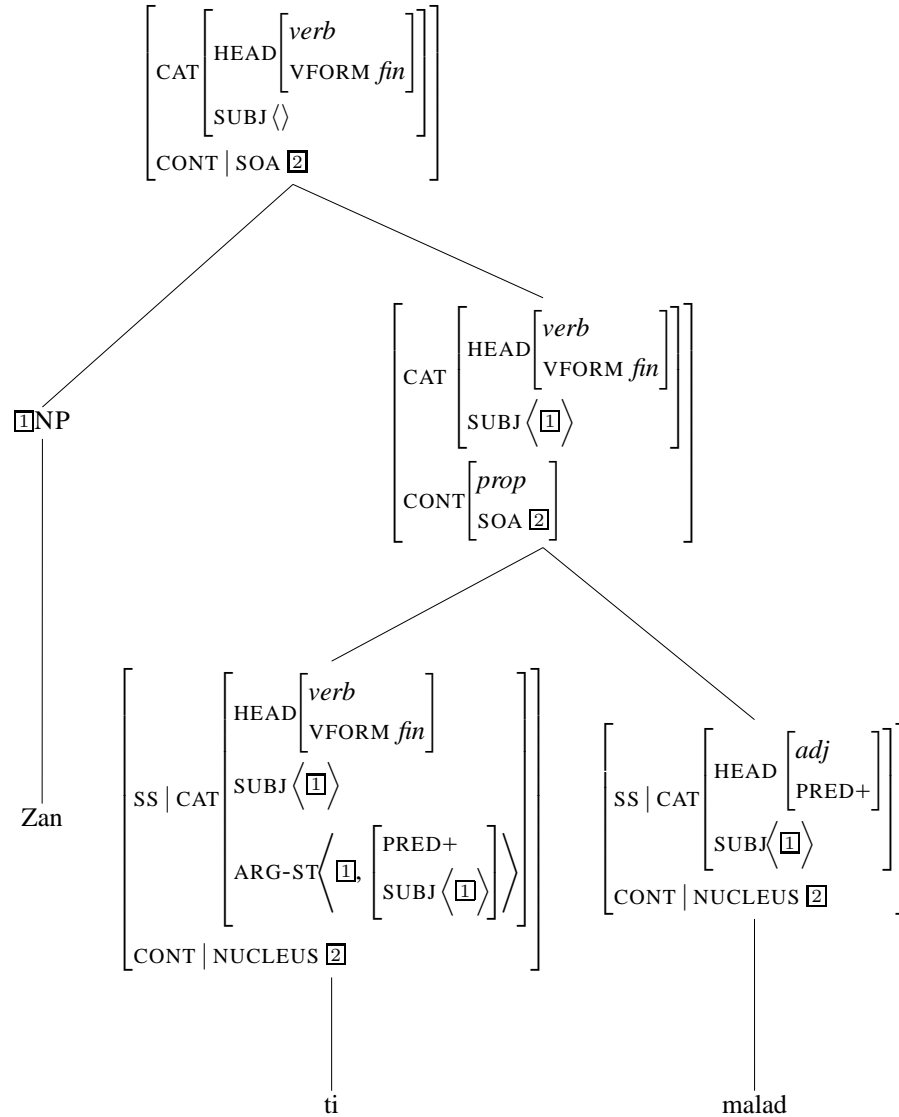 verb
HEAD VFORM fin
CAT
SUBJ ⟨⟩
CONT | SOA 2
verb
HEAD VFORM fin
CAT
SUBJ ⟨ 1 ⟩
prop
CONT SOA 2
1 NP
verb
HEAD VFORM fin
SUBJ ⟨ 1 ⟩
SS | CAT
PRED+
ARG-ST ⟨ 1 , SUBJ ⟨ 1 ⟩ ⟩
CONT | NUCLEUS 2
adj
HEAD PRED+
SS | CAT
SUBJ ⟨ 1 ⟩
CONT | NUCLEUS 2
Zan
ti
malad